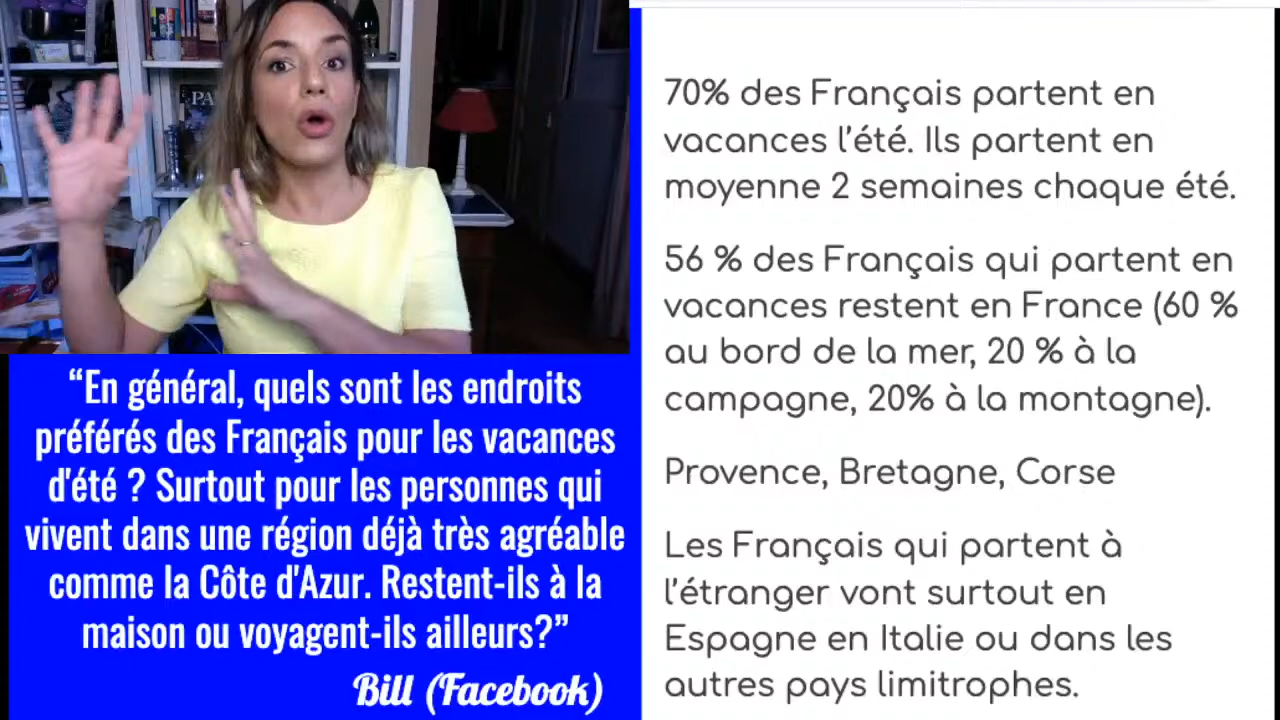 PA
“En général, quels sont les endroits
préférés des Français pour les vacances
d'été ? Surtout pour les personnes qui
vivent dans une région déjà très agréable
comme la Côte d'Azur. Restent-ils à la
maison ou voyagent-ils ailleurs?”
Bill (Facebook)
70% des Français partent en
vacances l’été. Ils partent en
moyenne 2 semaines chaque été.
56 % des Français qui partent en
vacances restent en France (60 %
au bord de la mer, 20 % à la
campagne, 20% à la montagne).
Provence, Bretagne, Corse
Les Français qui partent à
l’étranger vont surtout en
Espagne en Italie ou dans les
autres pays limitrophes.